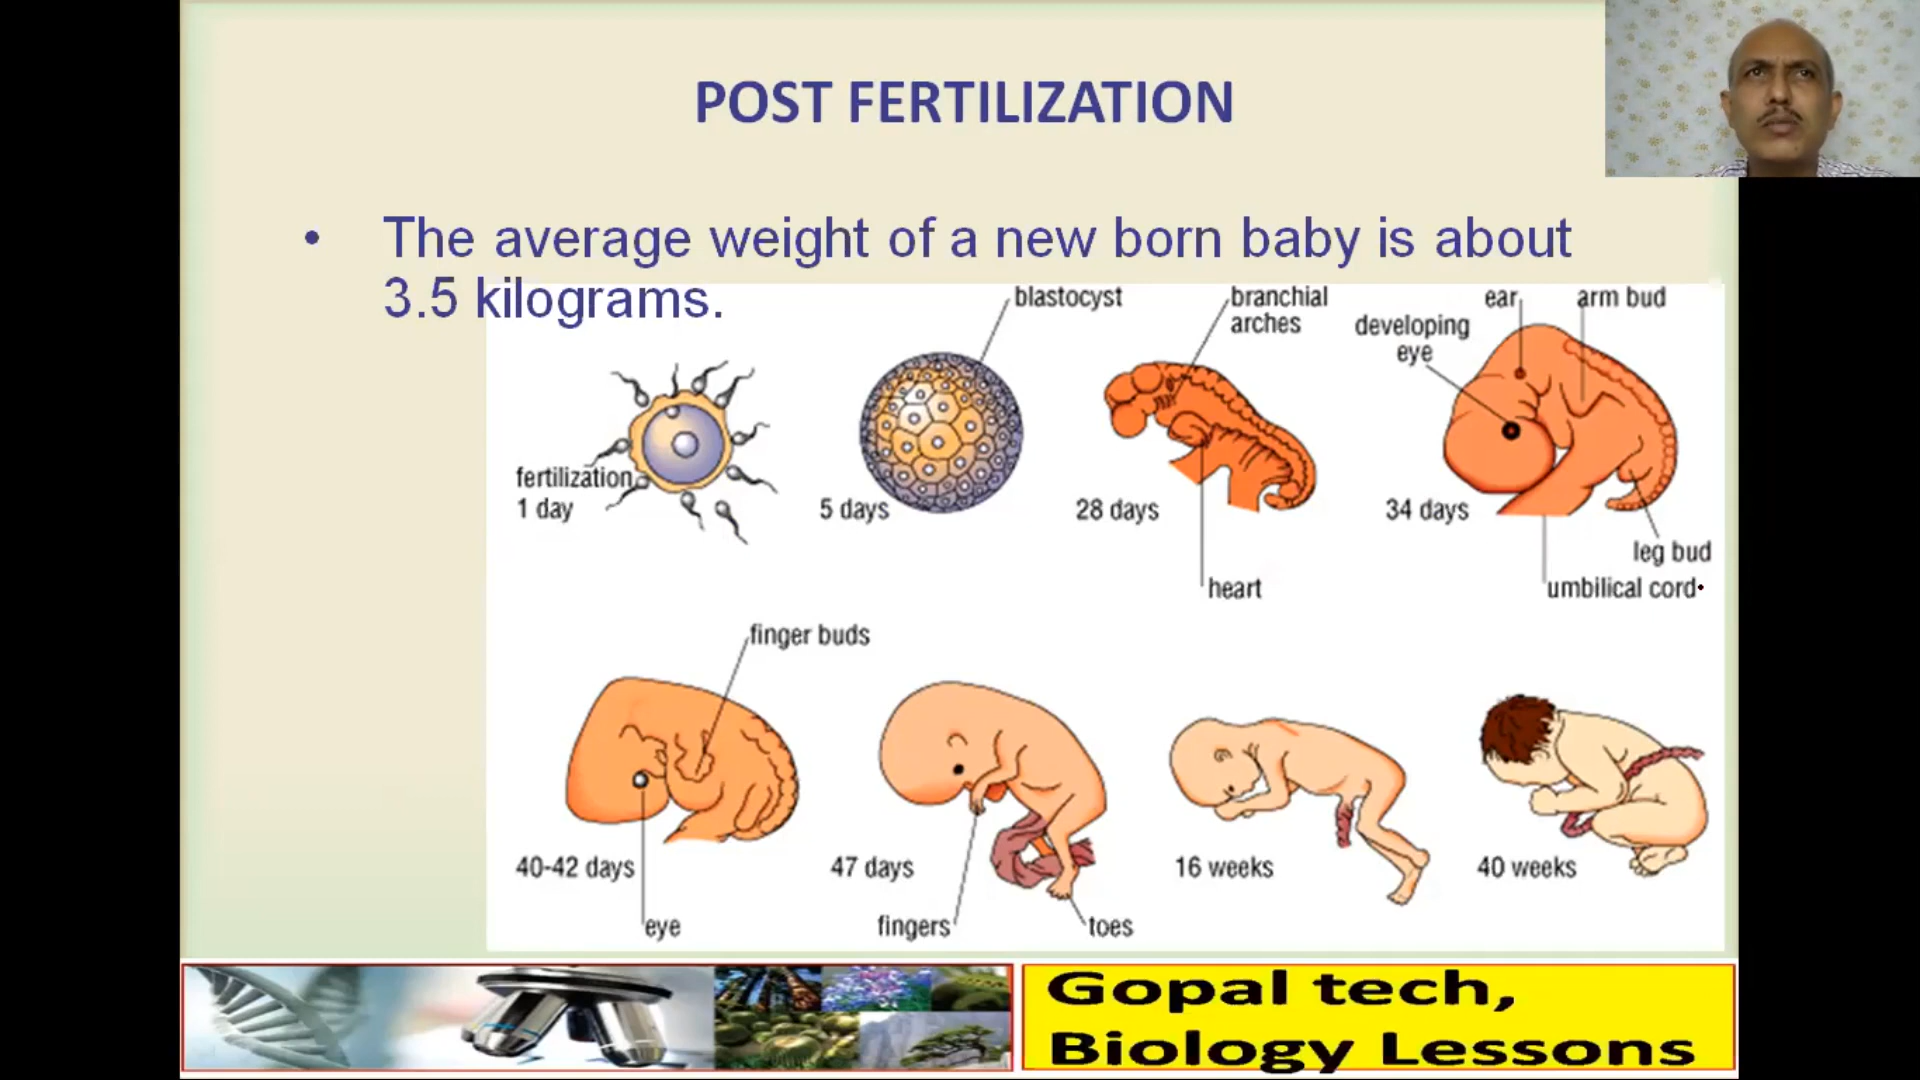 POST FERTILIZATION
• The average weight of a new born baby is about
3.5 kilograms.
blastocyst
branchial
arches
ear
arm bud
developing
eye
fertilization
1 day
5 days
28 days
34 days
leg bud
heart
umbilical cord
finger buds
40-42 days
47 days
16 weeks
40 weeks
eye
fingers
toes
Gopal tech,
Biology Lessons